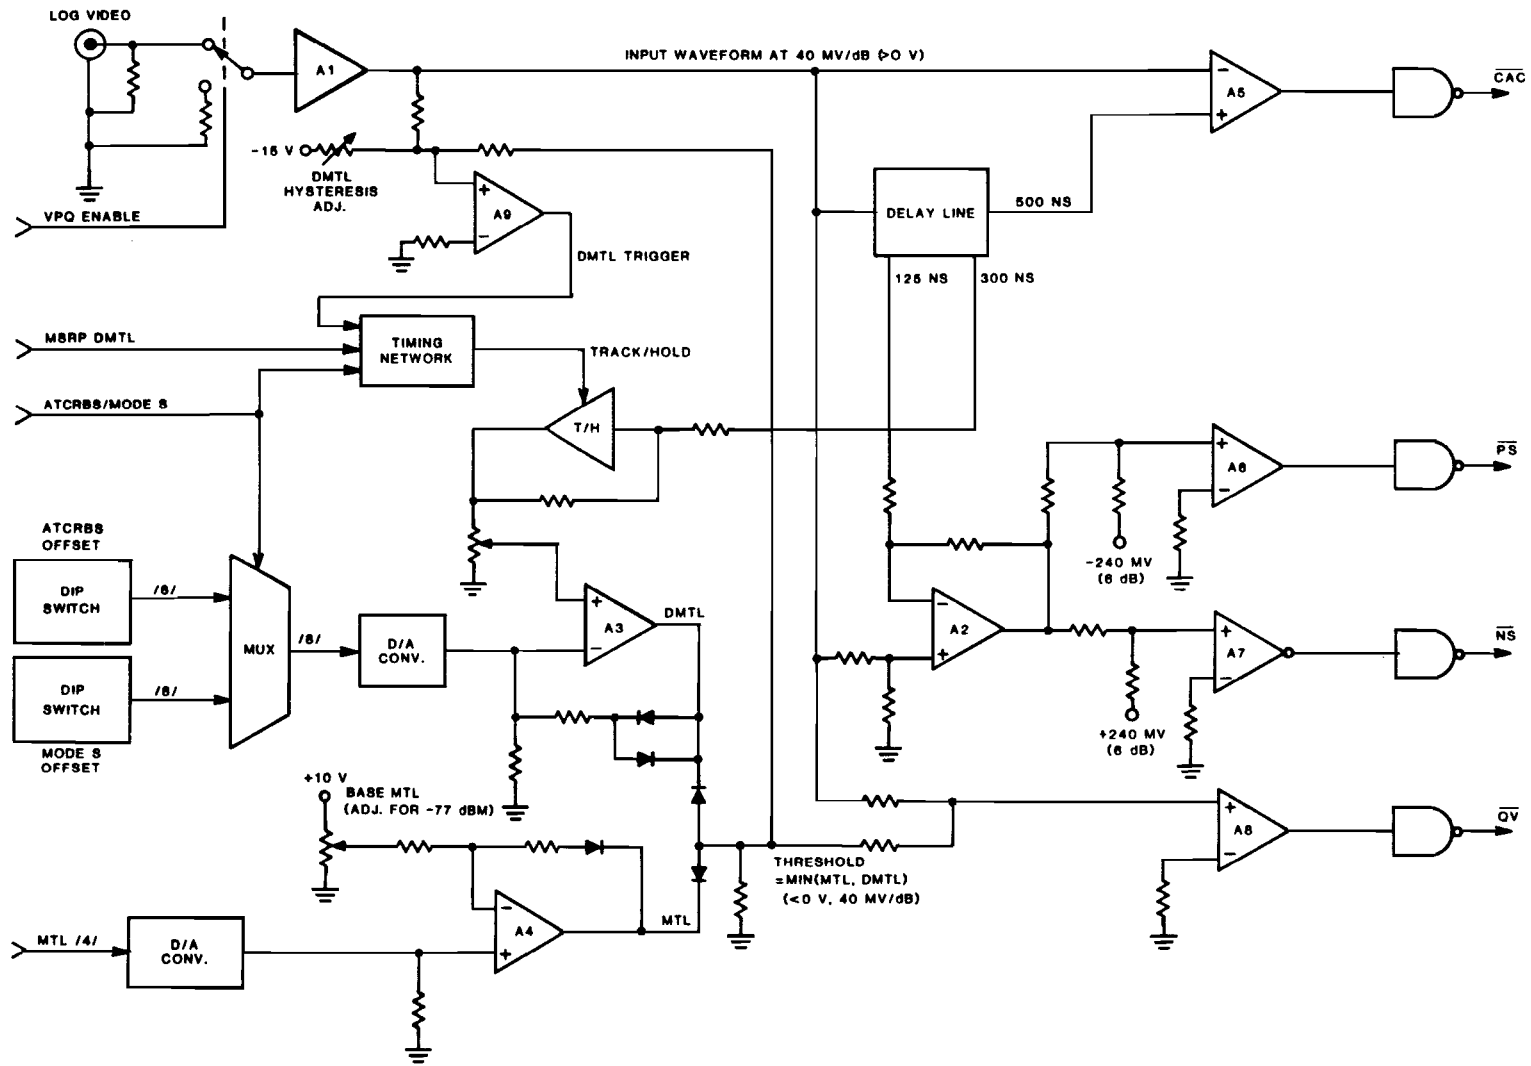 LOG VIDEO
A1
INPUT WAVEFORM AT 40 MV/dB (>0 V)
A5
CAC
-15 V
DMTL
HYSTERESIS
ADJ.
+
A9
-
DMTL TRIGGER
VPQ ENABLE
DELAY LINE
500 NS
125 NS
300 NS
MSRP DMTL
TIMING
NETWORK
TRACK/HOLD
ATCRBS/MODE S
T/H
+
A6
-
PS
-240 MV
(6 dB)
ATCRBS
OFFSET
DIP
SWITCH
/6/
MUX
/6/
D/A
CONV.
+
A3
-
DMTL
-
A2
+
+
A7
-
NS
+240 MV
(6 dB)
DIP
SWITCH
/6/
MODE S
OFFSET
+10 V
BASE MTL
(ADJ. FOR -77 dBM)
THRESHOLD
=MIN(MTL, DMTL)
(<0 V, 40 MV/dB)
+
A8
-
QV
MTL /4/
D/A
CONV.
-
A4
+
MTL